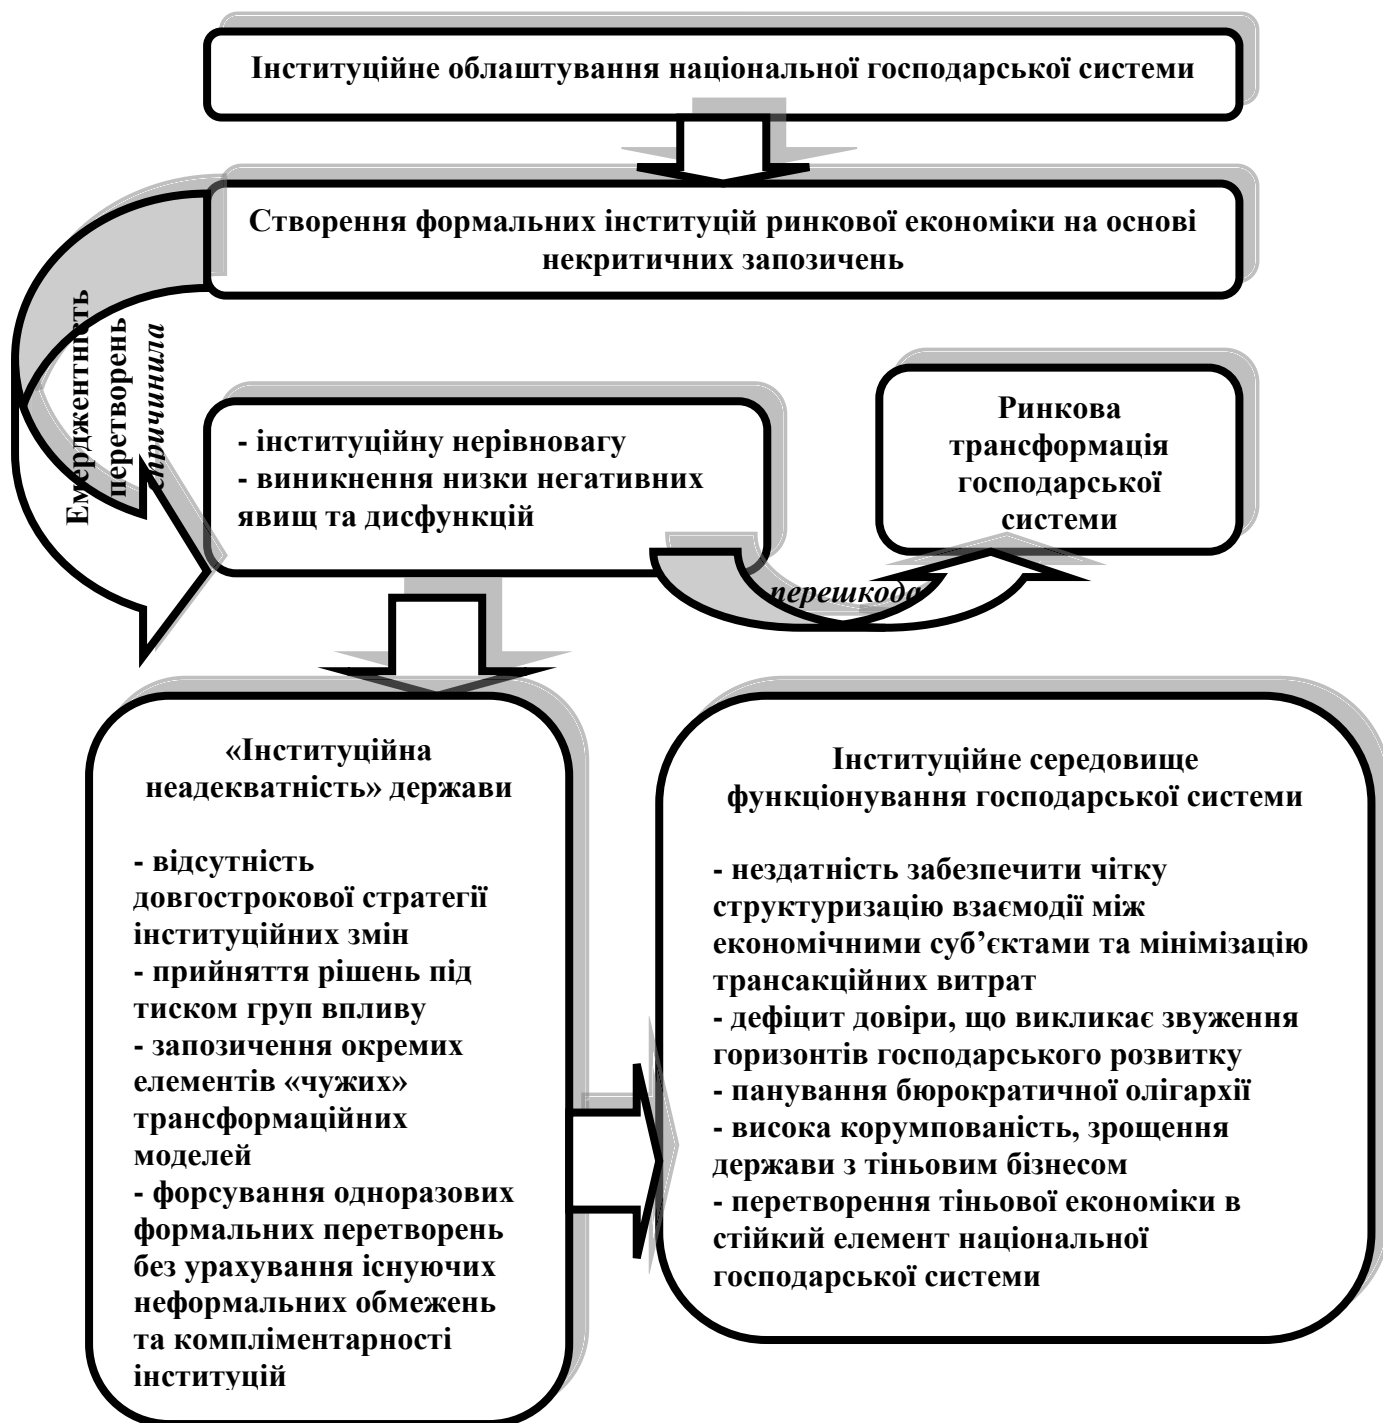 Інституційне облаштування національної господарської системи
Створення формальних інституцій ринкової економіки на основі
некритичних запозичень
Емерджентність
перетворень
спричинила
- інституційну нерівновагу
- виникнення низки негативних
явищ та дисфункцій
Ринкова
трансформація
господарської
системи
перешкода
«Інституційна
неадекватність» держави
- відсутність
довгострокової стратегії
інституційних змін
- прийняття рішень під
тиском груп впливу
- запозичення окремих
елементів «чужих»
трансформаційних
моделей
- форсування одноразових
формальних перетворень
без урахування існуючих
неформальних обмежень
та компліментарності
інституцій
Інституційне середовище
функціонування господарської системи
- нездатність забезпечити чітку
структуризацію взаємодії між
економічними суб’єктами та мінімізацію
трансакційних витрат
- дефіцит довіри, що викликає звуження
горизонтів господарського розвитку
- панування бюрократичної олігархії
- висока корумпованість, зрощення
держави з тіньовим бізнесом
- перетворення тіньової економіки в
стійкий елемент національної
господарської системи